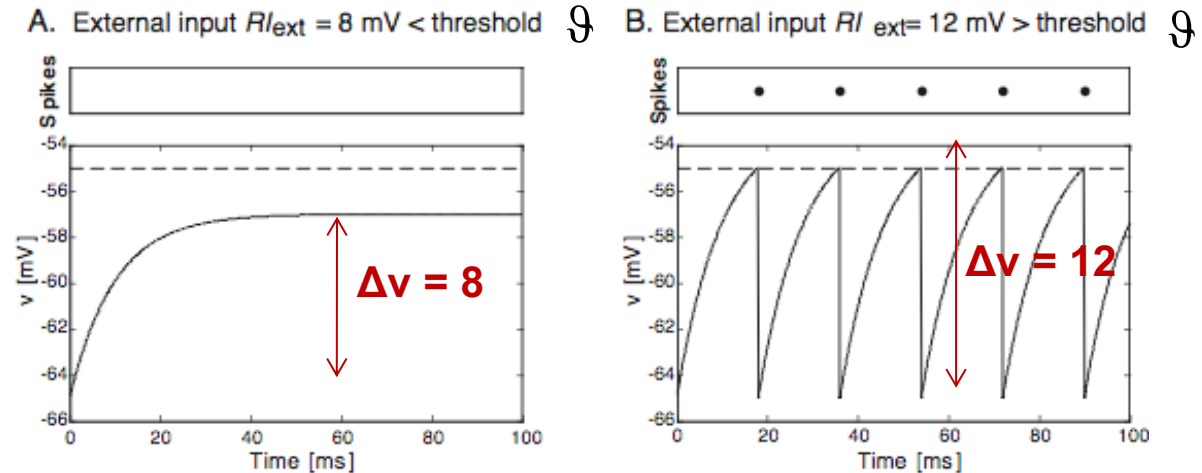 A. External input RI_ext = 8 mV < threshold ϑ
Spikes
-54
-56
-58
-60
-62
-64
-66
v [mV]
Δv = 8
0 20 40 60 80 100
Time [ms]
B. External input RI ext= 12 mV > threshold ϑ
Spikes
-54
-56
-58
-60
-62
-64
-66
v [mV]
Δv = 12
0 20 40 60 80 100
Time [ms]